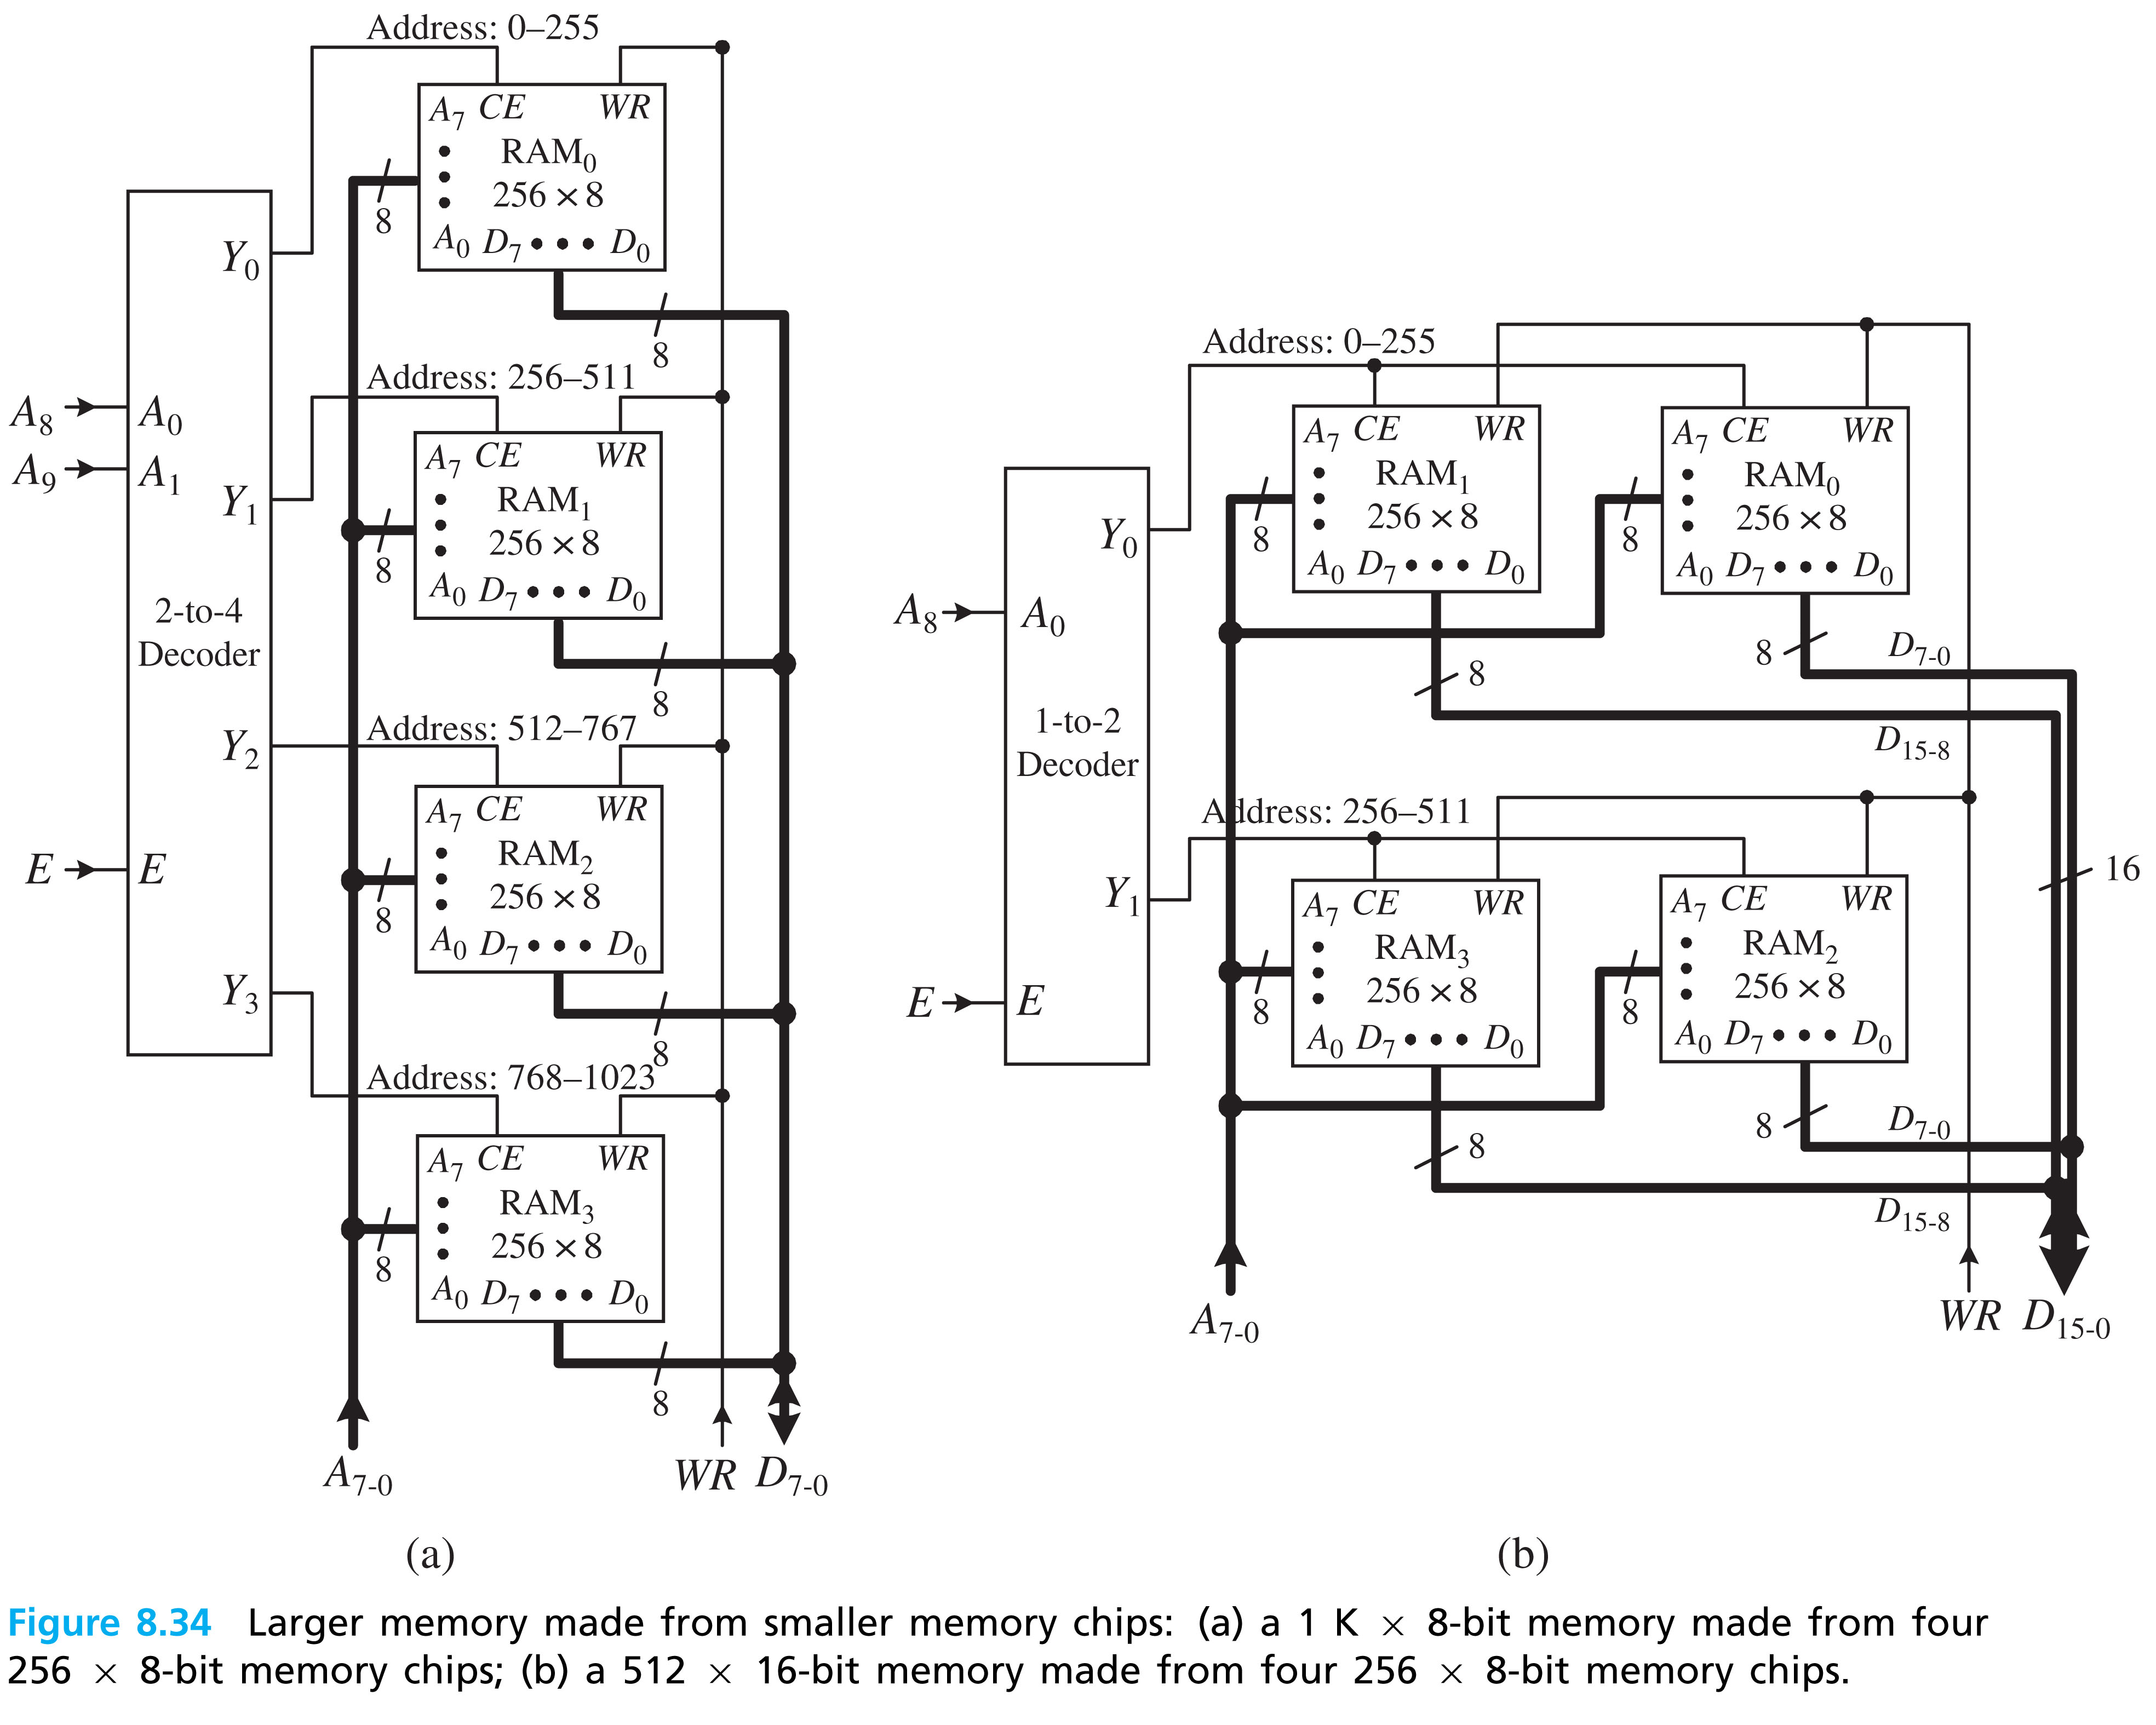 Address: 0–255
A7 CE WR
RAM0
256 × 8
A0 D7 • • • D0
8
8
Y0
Address: 256–511
A7 CE WR
RAM1
256 × 8
A0 D7 • • • D0
8
8
A8 A0
A9 A1
Y1
2-to-4
Decoder
Address: 512–767
Y2
A7 CE WR
RAM2
256 × 8
A0 D7 • • • D0
8
8
E E
Y3
Address: 768–1023
A7 CE WR
RAM3
256 × 8
A0 D7 • • • D0
8
8
A7-0 WR D7-0
(a)
Address: 0–255
A7 CE WR
RAM1
256 × 8
A0 D7 • • • D0
8
8
A7 CE WR
RAM0
256 × 8
A0 D7 • • • D0
8
8
D7-0
D15-8
Y0
A8 A0
1-to-2
Decoder
Address: 256–511
Y1
A7 CE WR
RAM3
256 × 8
A0 D7 • • • D0
8
8
A7 CE WR
RAM2
256 × 8
A0 D7 • • • D0
8
8
16
D7-0
D15-8
E E
A7-0 WR D15-0
(b)
Figure 8.34 Larger memory made from smaller memory chips: (a) a 1 K × 8-bit memory made from four
256 × 8-bit memory chips; (b) a 512 × 16-bit memory made from four 256 × 8-bit memory chips.